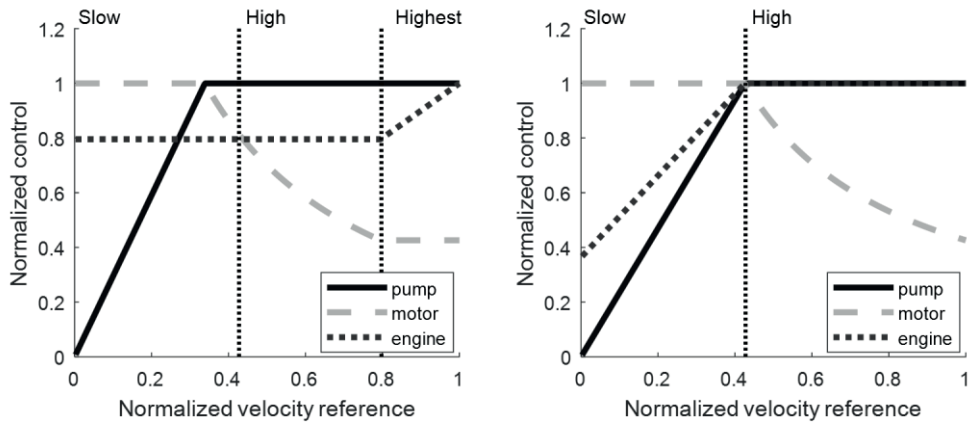 Slow High Highest
1.2
1
0.8
0.6
0.4
0.2
0
0 0.2 0.4 0.6 0.8 1
Normalized control
Normalized velocity reference
pump
motor
engine
Slow High
1.2
1
0.8
0.6
0.4
0.2
0
0 0.2 0.4 0.6 0.8 1
Normalized control
Normalized velocity reference
pump
motor
engine